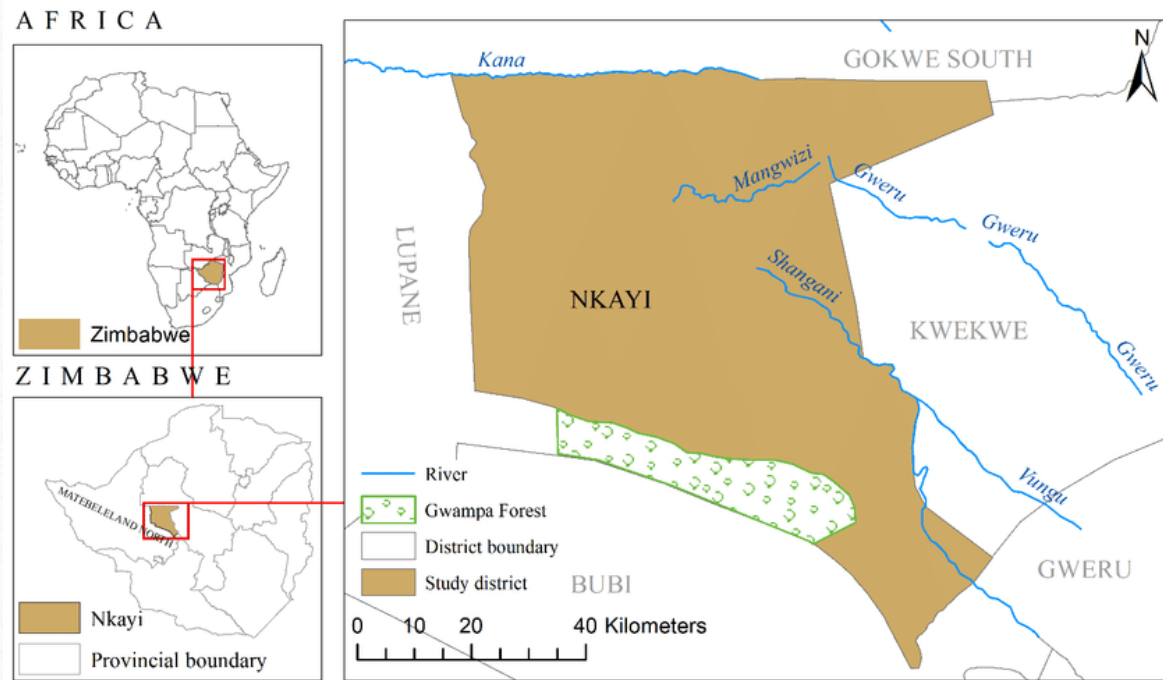 AFRICA
Zimbabwe
ZIMBABWE
MATEBELELAND NORTH
Nkayi
Provincial boundary
Kana
GOKWE SOUTH
N
Mangwizi
Gweru
Gweru
LUPANE
Shangani
NKAYI
KWEKWE
Gweru
River
Vungu
Gwampa Forest
District boundary
GWERU
BUBI
Study district
0 10 20 40 Kilometers